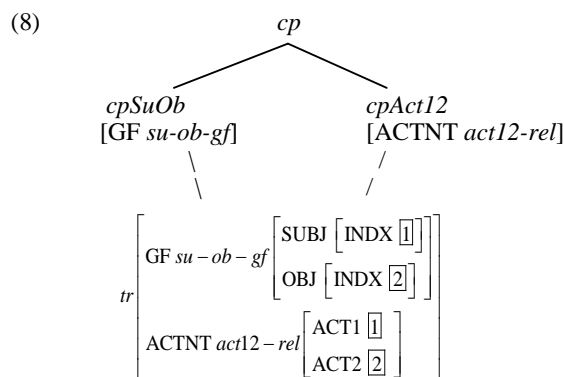 (8)
cp
cpSuOb cpAct12
[GF su-ob-gf] [ACTNT act12-rel]
tr [GF su – ob – gf [SUBJ [INDX 1]
OBJ [INDX 2]]
ACTNT act12 – rel [ACT1 1
ACT2 2]]